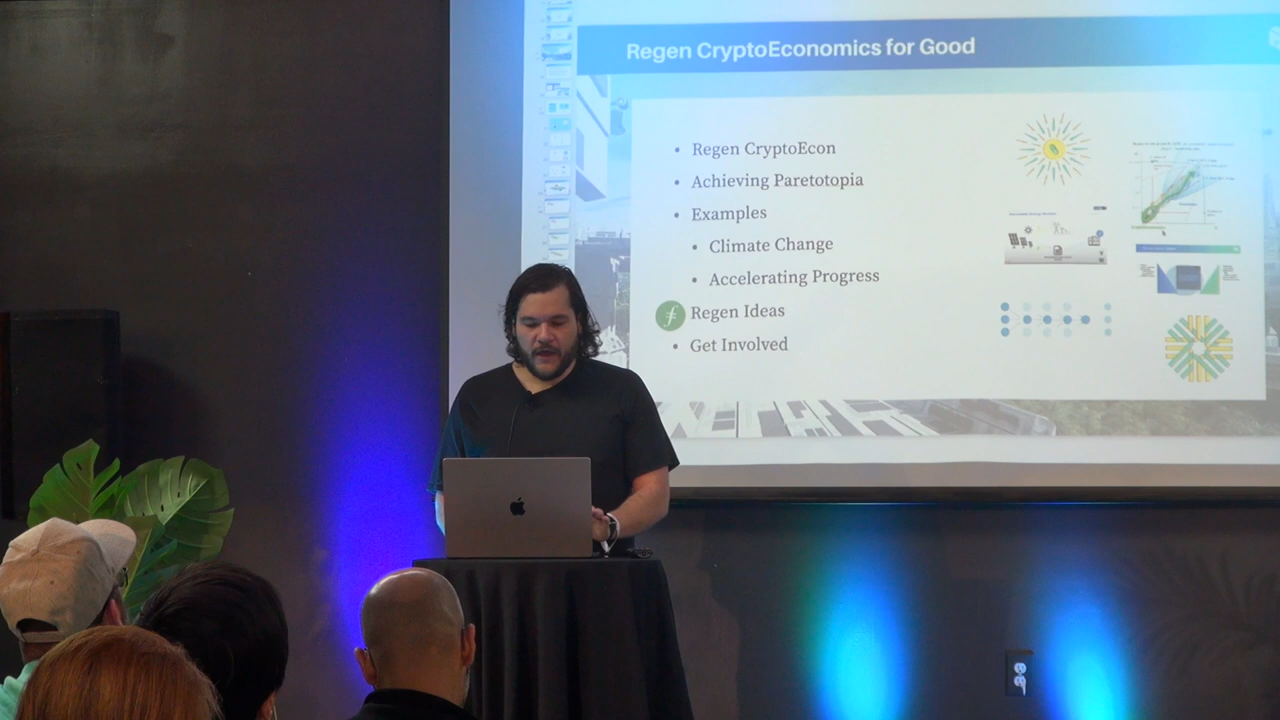 Regen CryptoEconomics for Good
Regen CryptoEcon
Achieving Paretotopia
Examples
Climate Change
Accelerating Progress
Regen Ideas
Get Involved